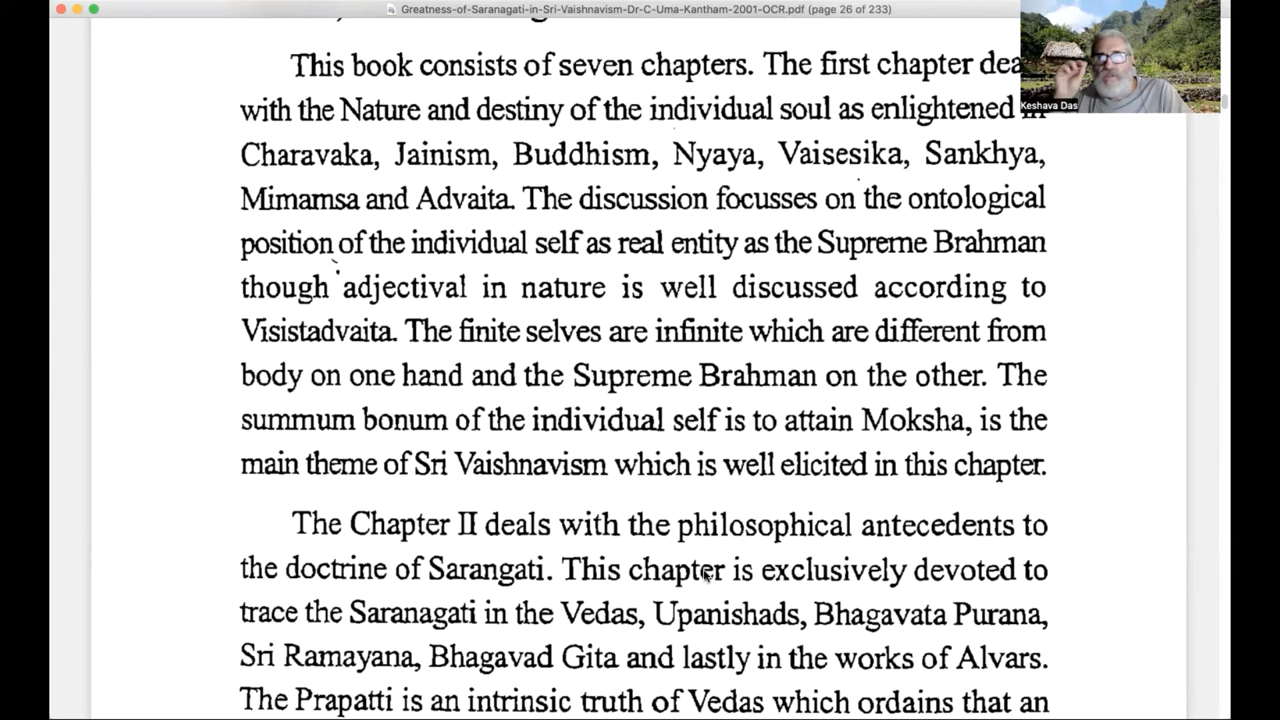 Greatness-of-Saranagati-in-Sri-Vaishnavism-Dr-C-Uma-Kantham-2001-OCR.pdf (page 26 of 233)
This book consists of seven chapters. The first chapter
with the Nature and destiny of the individual soul as enlightened
Charavaka, Jainism, Buddhism, Nyaya, Vaisesika, Sankhya,
Mimamsa and Advaita. The discussion focusses on the ontological
position of the individual self as real entity as the Supreme Brahman
though adjectival in nature is well discussed according to
Visistadvaita. The finite selves are infinite which are different from
body on one hand and the Supreme Brahman on the other. The
summum bonum of the individual self is to attain Moksha, is the
main theme of Sri Vaishnavism which is well elicited in this chapter.
The Chapter II deals with the philosophical antecedents to
the doctrine of Sarangati. This chapter is exclusively devoted to
trace the Saranagati in the Vedas, Upanishads, Bhagavata Purana,
Sri Ramayana, Bhagavad Gita and lastly in the works of Alvars.
The Prapatti is an intrinsic truth of Vedas which ordains that an
Keshava Das